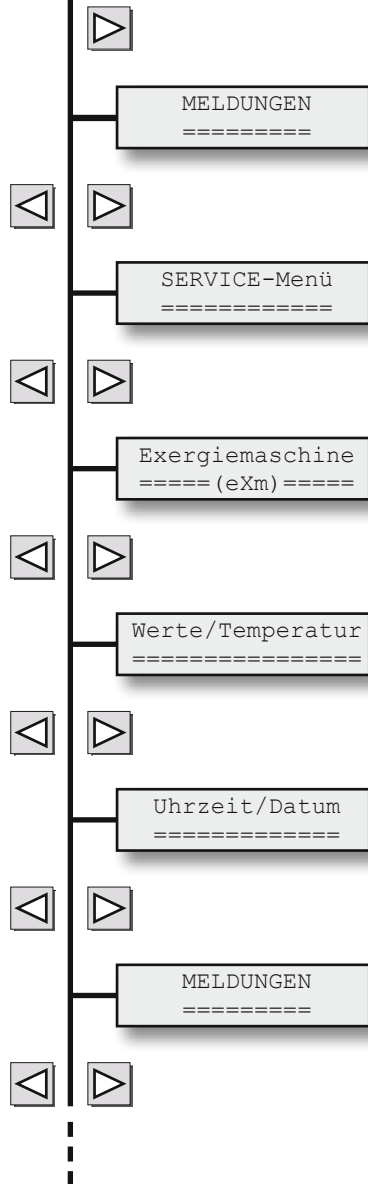 MELDUNGEN
=========
SERVICE-Menü
============
Exergiemaschine
=====(eXm)=====
Werte/Temperatur
================
Uhrzeit/Datum
=============
MELDUNGEN
=========